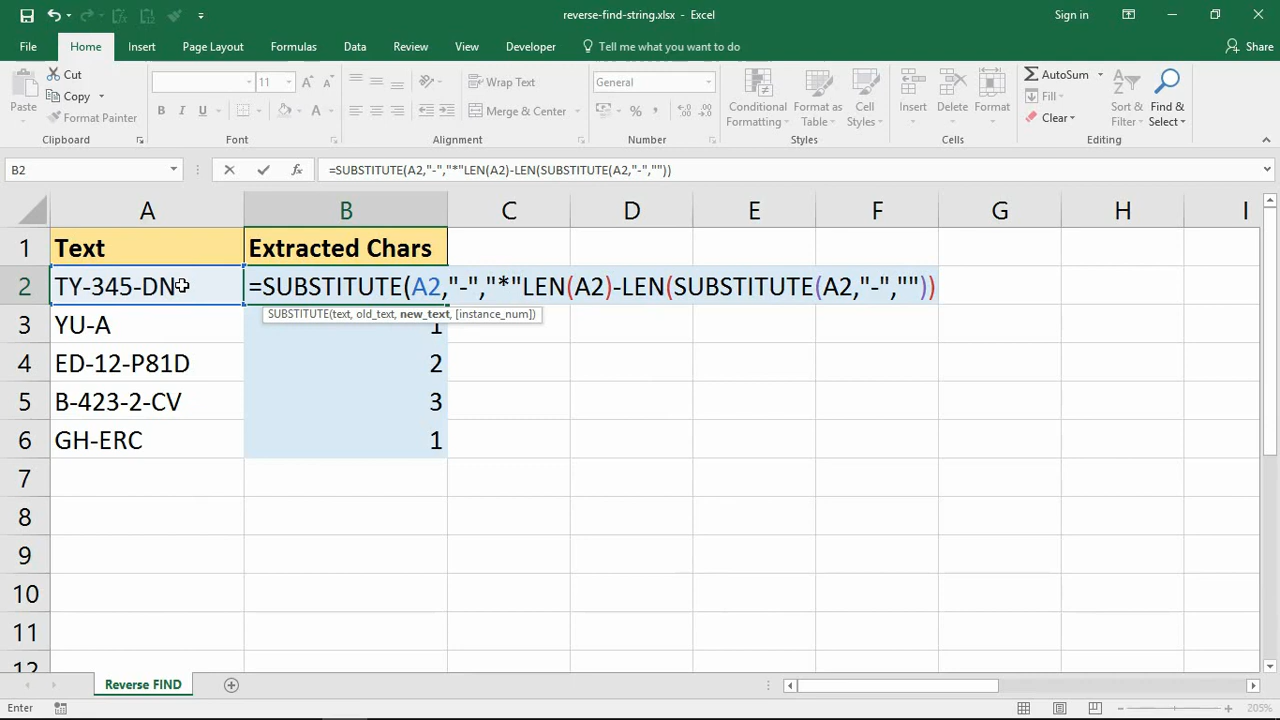 reverse-find-string.xlsx - Excel
Sign in
File Home Insert Page Layout Formulas Data Review View Developer Tell me what you want to do Share
Paste
Cut
Copy
Format Painter
Clipboard
11
A A
B I U A
Font
Wrap Text
Merge & Center
Alignment
General
%
Number
Conditional Formatting
Format as Table
Cell Styles
Styles
Insert
Delete
Format
Cells
AutoSum
Fill
Clear
Sort & Filter
Find & Select
Editing
B2 fx =SUBSTITUTE(A2,"-","*"LEN(A2)-LEN(SUBSTITUTE(A2,"-",""))
A B C D E F G H I
1 Text Extracted Chars
2 TY-345-DN =SUBSTITUTE(A2,"-","*"LEN(A2)-LEN(SUBSTITUTE(A2,"-",""))
SUBSTITUTE(text, old_text, new_text, [instance_num])
3 YU-A 1
4 ED-12-P81D 2
5 B-423-2-CV 3
6 GH-ERC 1
7
8
9
10
11
12
Reverse FIND
Enter
205%